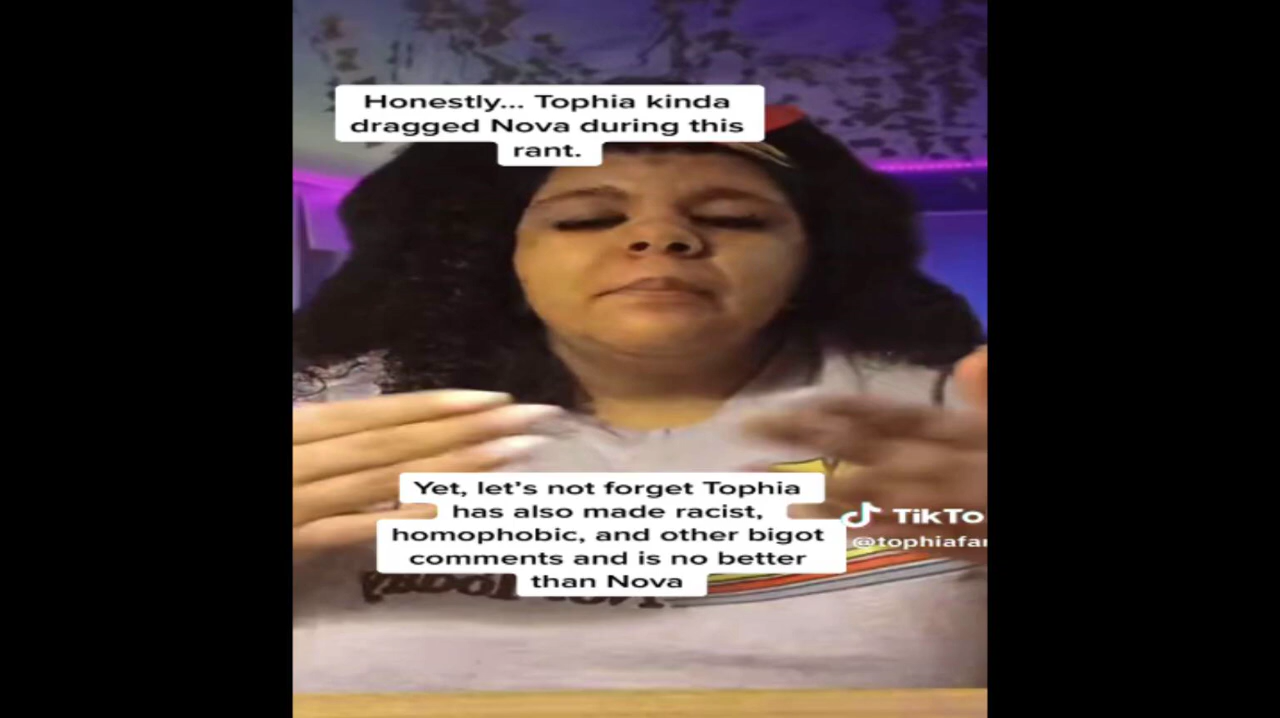 Honestly... Tophia kinda
dragged Nova during this
rant.
Yet, let's not forget Tophia
has also made racist,
homophobic, and other bigot
comments and is no better
than Nova
TikTo
@tophiafa